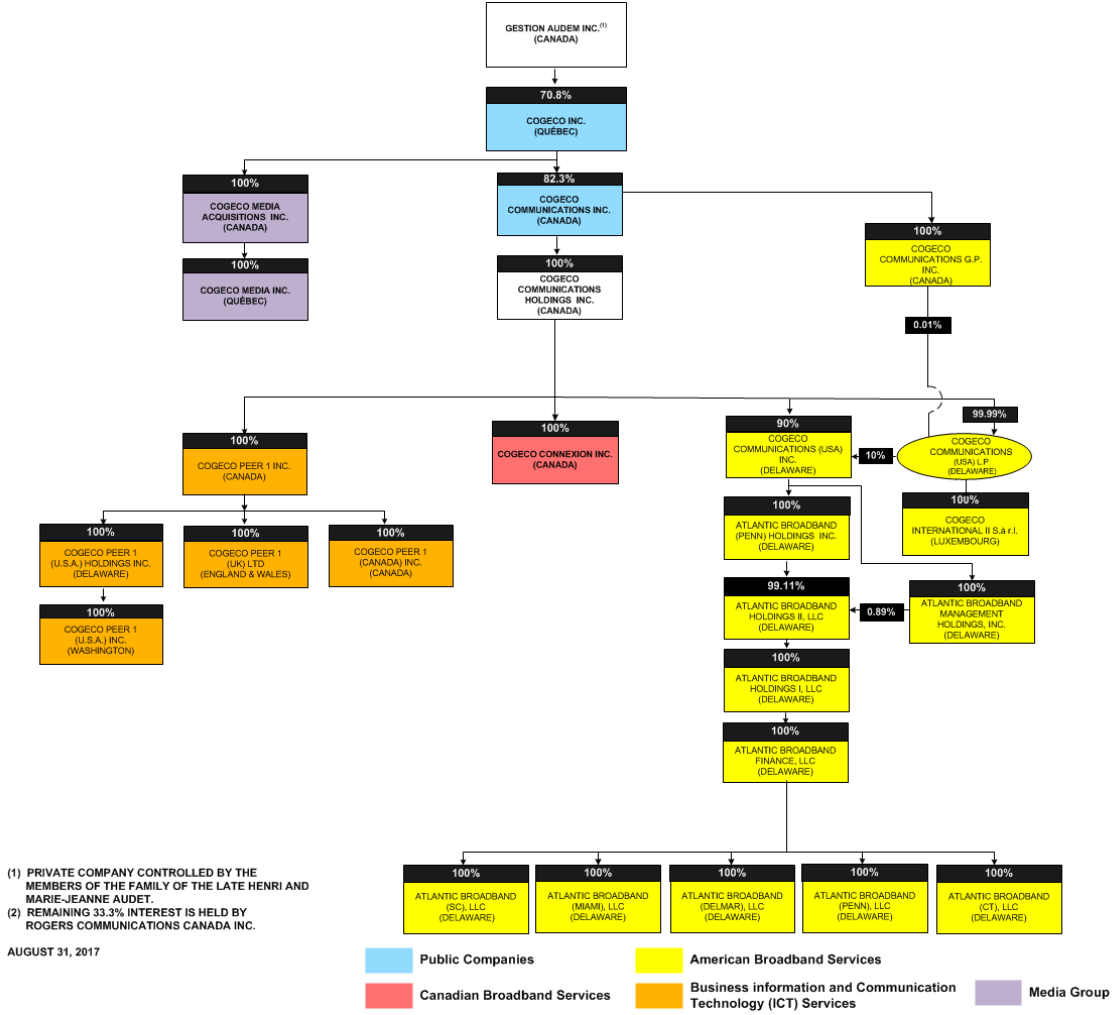 GESTION AUDEM INC.(1)
(CANADA)
70.8%
COGECO INC.
(QUÉBEC)
100%
COGECO MEDIA
ACQUISITIONS INC.
(CANADA)
100%
COGECO MEDIA INC.
(QUÉBEC)
82.3%
COGECO
COMMUNICATIONS INC.
(CANADA)
100%
COGECO
COMMUNICATIONS
HOLDINGS INC.
(CANADA)
100%
COGECO
COMMUNICATIONS G.P.
INC.
(CANADA)
0.01%
99.99%
100%
COGECO PEER 1 INC.
(CANADA)
100%
COGECO CONNEXION INC.
(CANADA)
90%
COGECO
COMMUNICATIONS (USA)
INC.
(DELAWARE)
10%
COGECO
COMMUNICATIONS
(USA) L.P.
(DELAWARE)
100%
COGECO
INTERNATIONAL II S.à r.l.
(LUXEMBOURG)
100%
COGECO PEER 1
(U.S.A.) HOLDINGS INC.
(DELAWARE)
100%
COGECO PEER 1
(UK) LTD
(ENGLAND & WALES)
100%
COGECO PEER 1
(CANADA) INC.
(CANADA)
100%
COGECO PEER 1
(U.S.A.) INC.
(WASHINGTON)
100%
ATLANTIC BROADBAND
(PENN) HOLDINGS INC.
(DELAWARE)
99.11%
ATLANTIC BROADBAND
HOLDINGS II, LLC
(DELAWARE)
0.89%
100%
ATLANTIC BROADBAND
MANAGEMENT
HOLDINGS, INC.
(DELAWARE)
100%
ATLANTIC BROADBAND
HOLDINGS I, LLC
(DELAWARE)
100%
ATLANTIC BROADBAND
FINANCE, LLC
(DELAWARE)
100%
ATLANTIC BROADBAND
(SC), LLC
(DELAWARE)
100%
ATLANTIC BROADBAND
(MIAMI), LLC
(DELAWARE)
100%
ATLANTIC BROADBAND
(DELMAR), LLC
(DELAWARE)
100%
ATLANTIC BROADBAND
(PENN), LLC
(DELAWARE)
100%
ATLANTIC BROADBAND
(CT), LLC
(DELAWARE)
(1) PRIVATE COMPANY CONTROLLED BY THE
MEMBERS OF THE FAMILY OF THE LATE HENRI AND
MARIE-JEANNE AUDET.
(2) REMAINING 33.3% INTEREST IS HELD BY
ROGERS COMMUNICATIONS CANADA INC.
AUGUST 31, 2017
Public Companies
American Broadband Services
Canadian Broadband Services
Business information and Communication
Technology (ICT) Services
Media Group